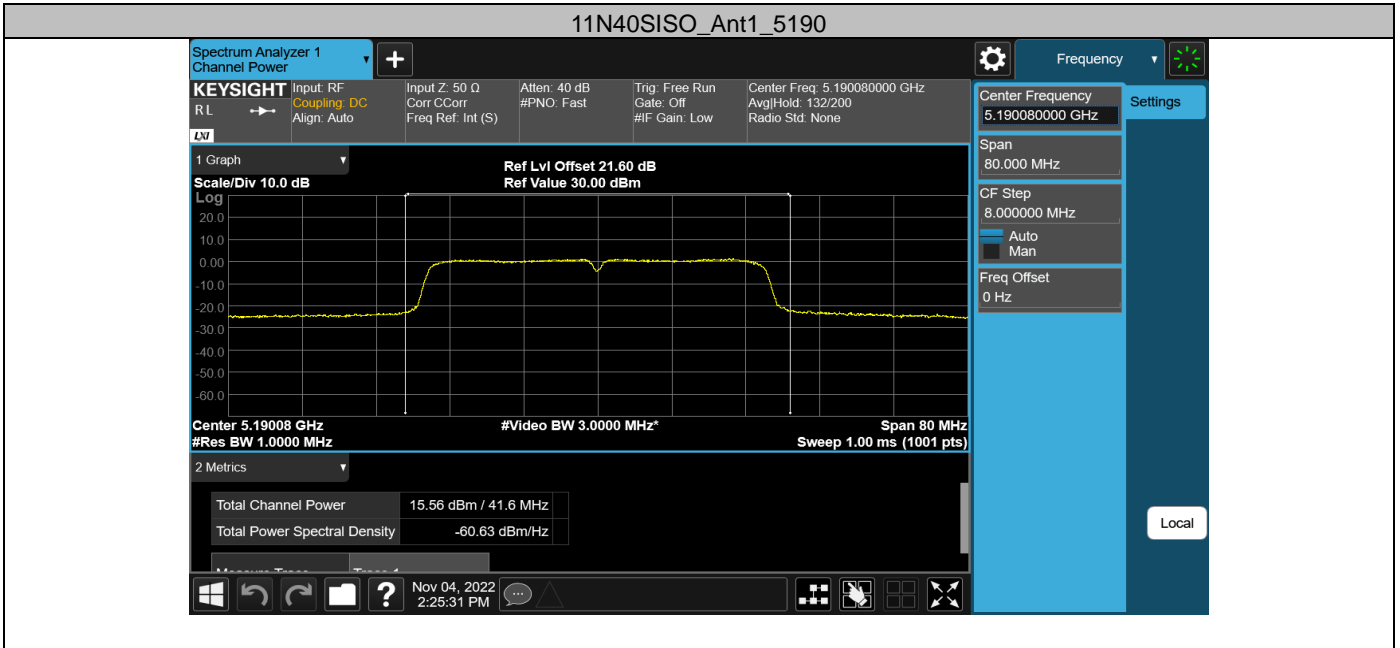 11N40SISO_Ant1_5190
Spectrum Analyzer 1
Channel Power
Frequency
KEYSIGHT
RL
LXI
Input: RF
Coupling: DC
Align: Auto
Input Z: 50 Ω
Corr CCorr
Freq Ref: Int (S)
Atten: 40 dB
#PNO: Fast
Trig: Free Run
Gate: Off
#IF Gain: Low
Center Freq: 5.190080000 GHz
Avg|Hold: 132/200
Radio Std: None
Center Frequency
5.190080000 GHz
Settings
Span
80.000 MHz
CF Step
8.000000 MHz
Auto
Man
Freq Offset
0 Hz
Local
1 Graph
Scale/Div 10.0 dB
Ref Lvl Offset 21.60 dB
Ref Value 30.00 dBm
Log
20.0
10.0
0.00
-10.0
-20.0
-30.0
-40.0
-50.0
-60.0
Center 5.19008 GHz
#Video BW 3.0000 MHz*
Span 80 MHz
#Res BW 1.0000 MHz
Sweep 1.00 ms (1001 pts)
2 Metrics
Total Channel Power 15.56 dBm / 41.6 MHz
Total Power Spectral Density -60.63 dBm/Hz
?
Nov 04, 2022
2:25:31 PM